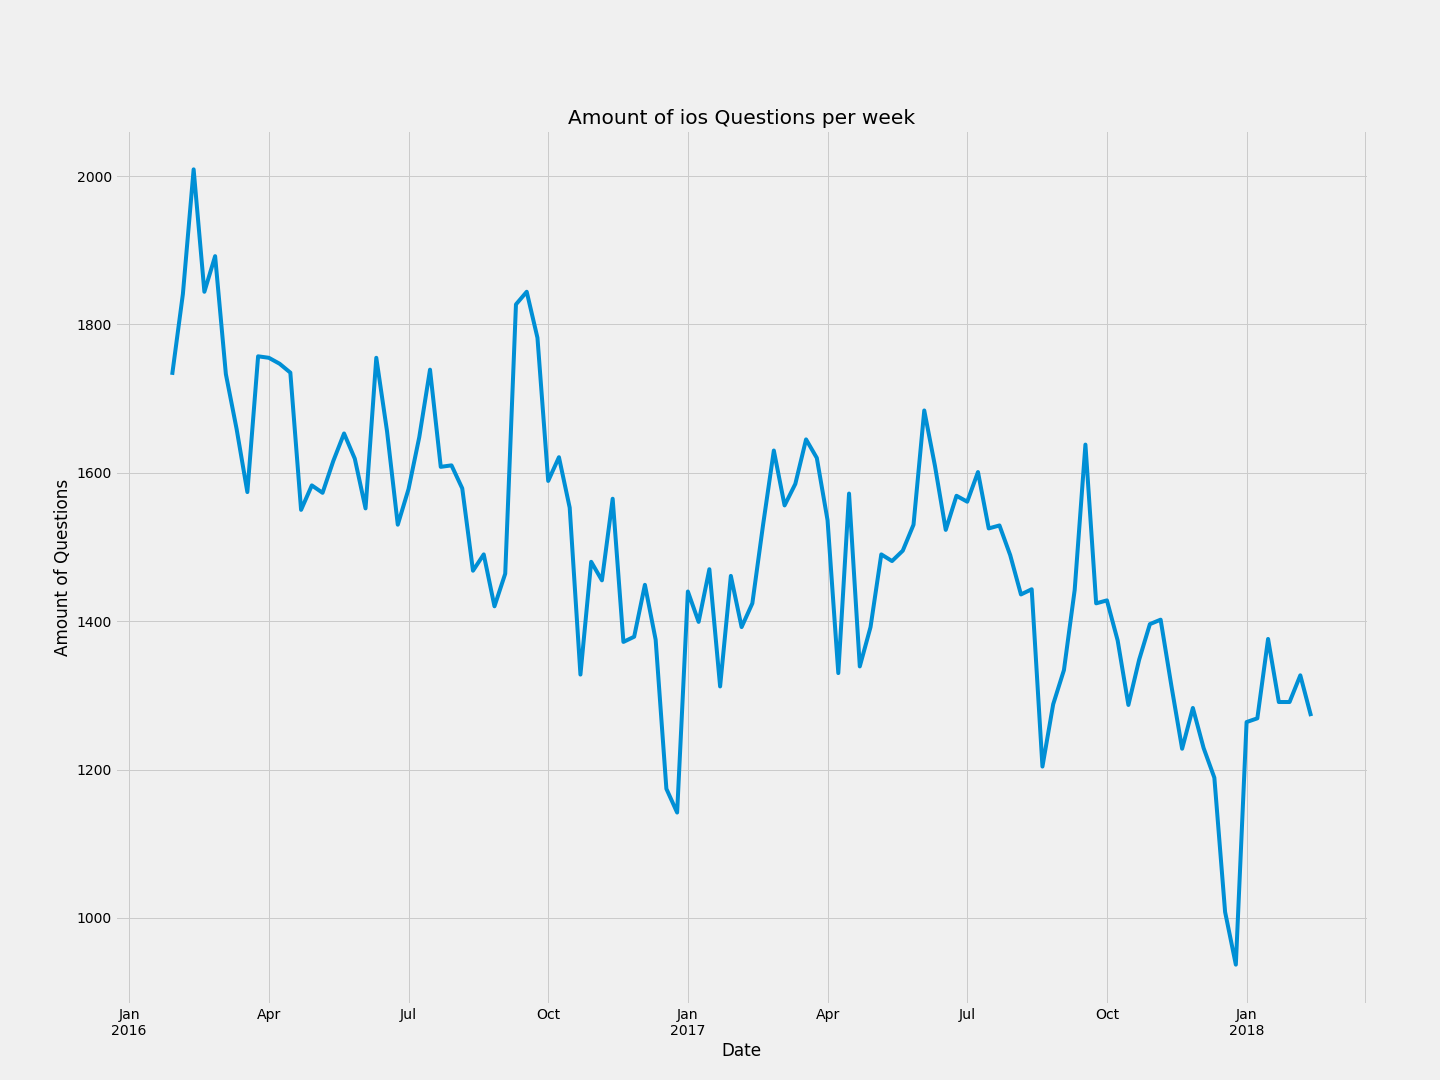 Amount of ios Questions per week
2000
1800
1600
1400
1200
1000
Amount of Questions
Jan Apr Jul Oct Jan Apr Jul Oct Jan
2016 2017 2018
Date